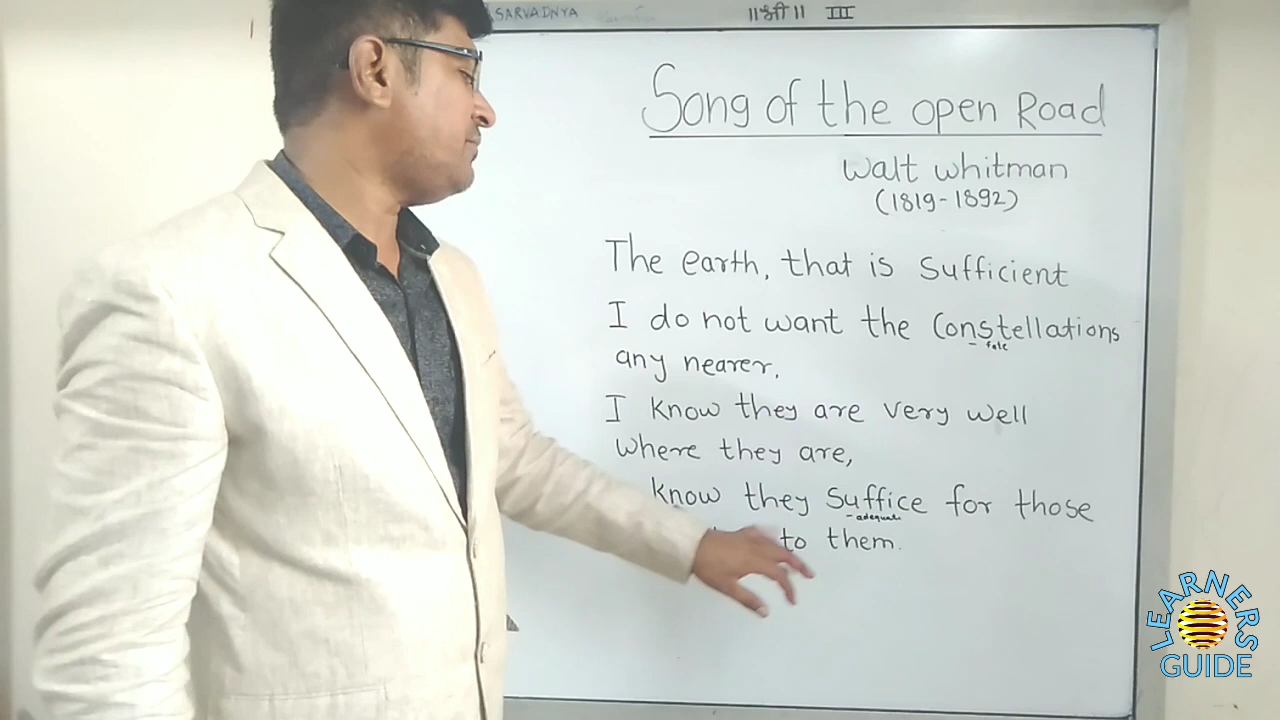 SARVADNYA ॥श्री॥ III
Song of the open Road
Walt whitman
(1819-1892)
The earth, that is sufficient
I do not want the Constellations
- fate
any nearer,
I know they are very well
where they are,
know they Suffice for those
-adequate
to them.
LEARNERS
GUIDE